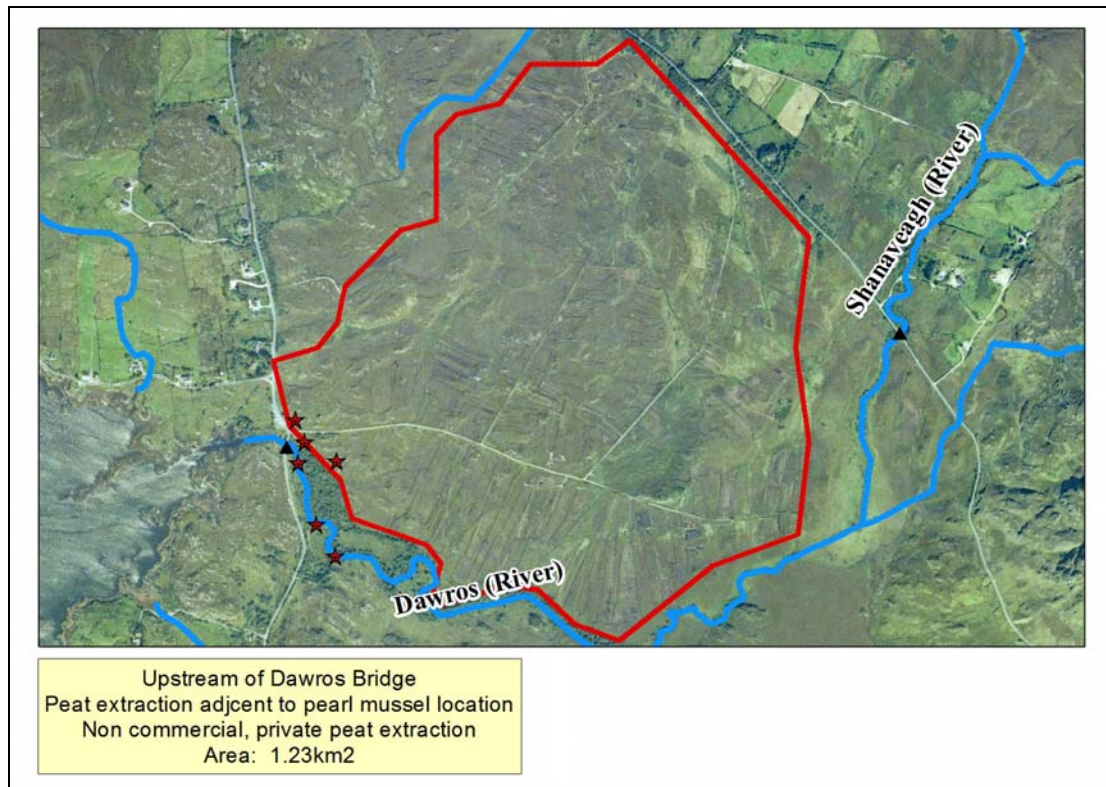 Shanaveagh (River)
Dawros (River)
Upstream of Dawros Bridge
Peat extraction adjcent to pearl mussel location
Non commercial, private peat extraction
Area: 1.23km2